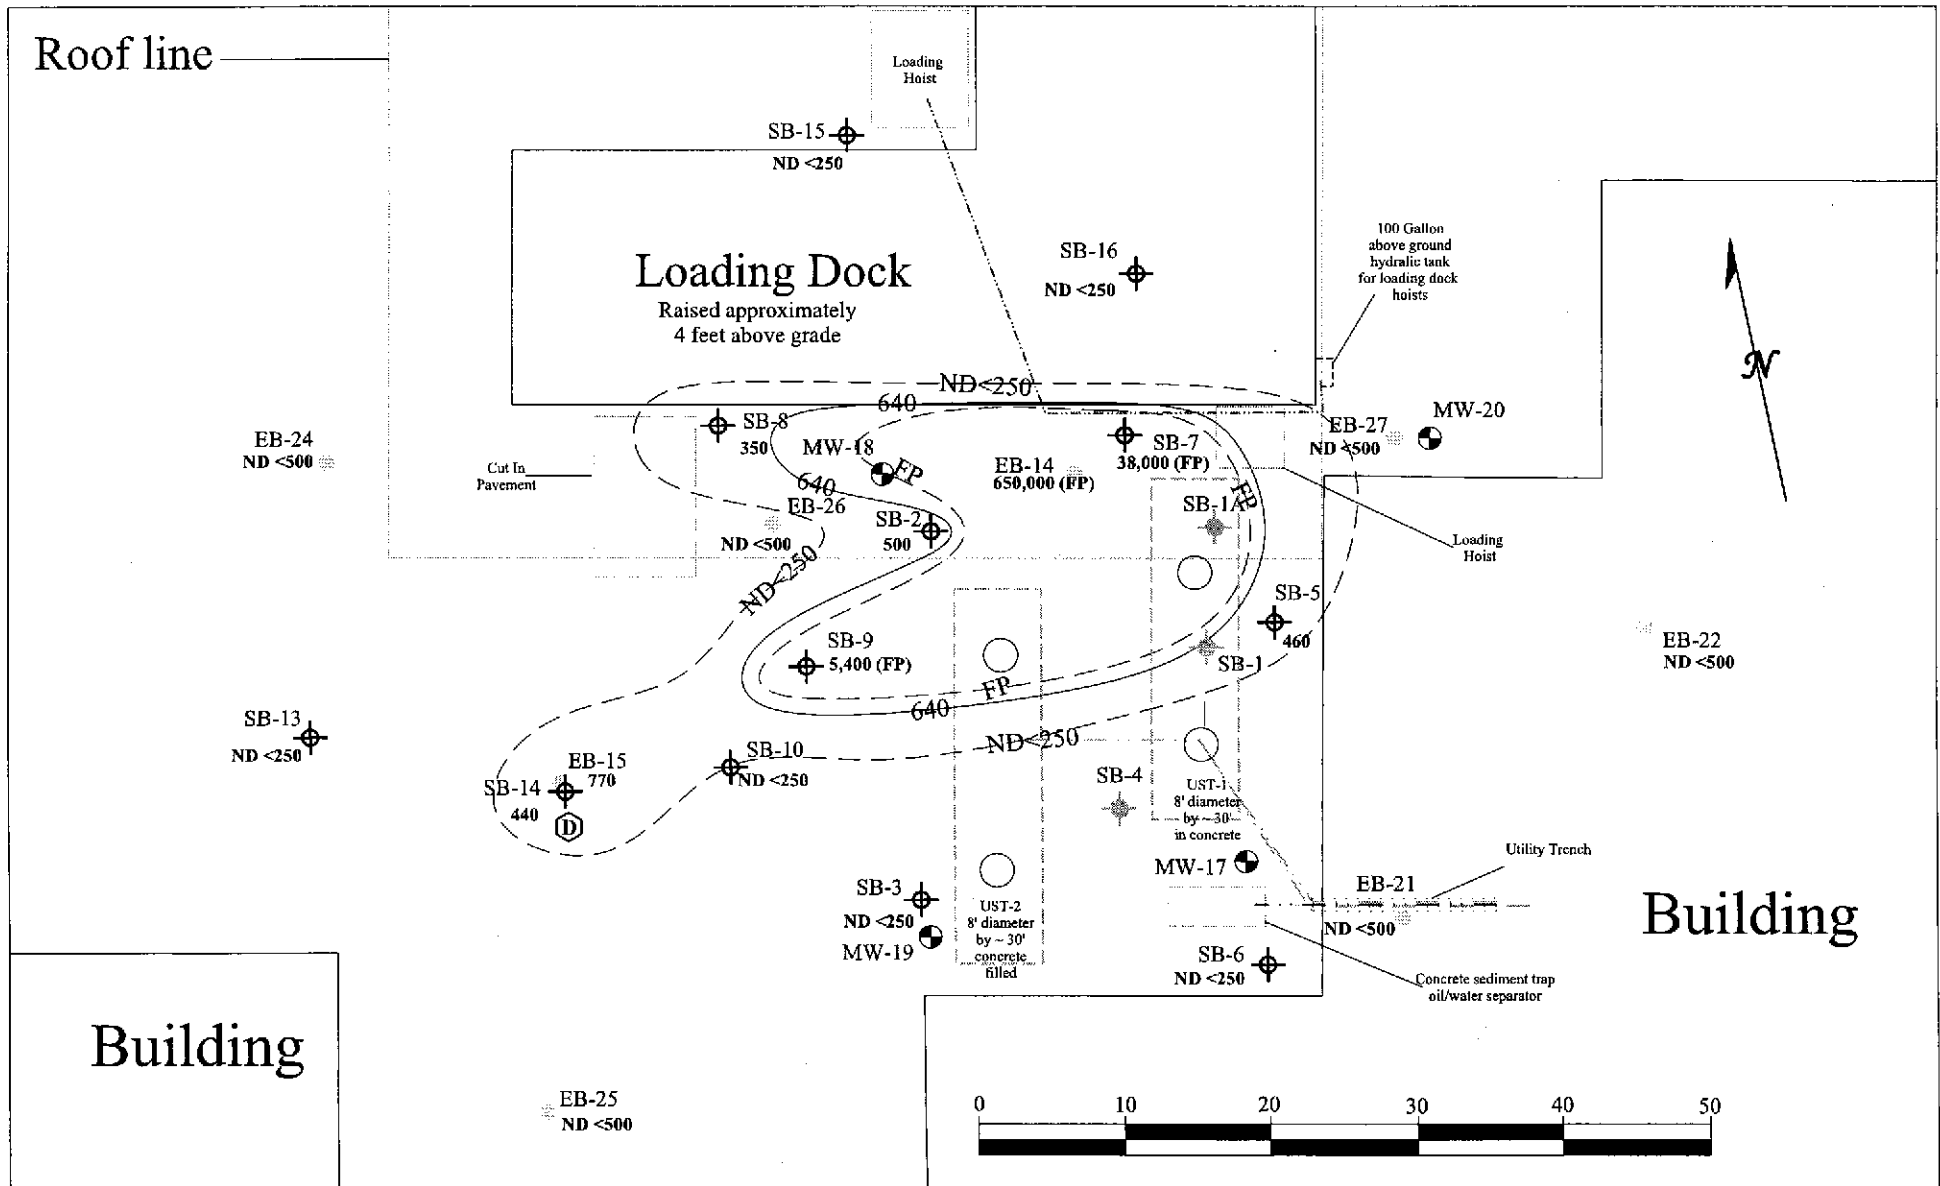 Roof line
Loading
Hoist
SB-15
ND <250
SB-16
ND <250
100 Gallon
above ground
hydralic tank
for loading dock
hoists
Loading Dock
Raised approximately
4 feet above grade
N
ND<250
640
SB-8
350
MW-18
FP
EB-14
650,000 (FP)
SB-7
38,000 (FP)
EB-27
ND <500
MW-20
EB-24
ND <500
Cut In
Pavement
640
EB-26
ND <500
SB-2
500
SB-1A
FP
Loading
Hoist
ND<250
SB-5
460
SB-9
5,400 (FP)
SB-1
EB-22
ND <500
FP
640
SB-13
ND <250
ND<250
SB-10
ND <250
EB-15
770
SB-14
440
D
SB-4
UST-1
8' diameter
by ~ 30'
in concrete
MW-17
Utility Trench
EB-21
ND <500
SB-3
ND <250
MW-19
UST-2
8' diameter
by ~ 30'
concrete
filled
SB-6
ND <250
Concrete sediment trap
oil/water separator
Building
Building
EB-25
ND <500
0 10 20 30 40 50